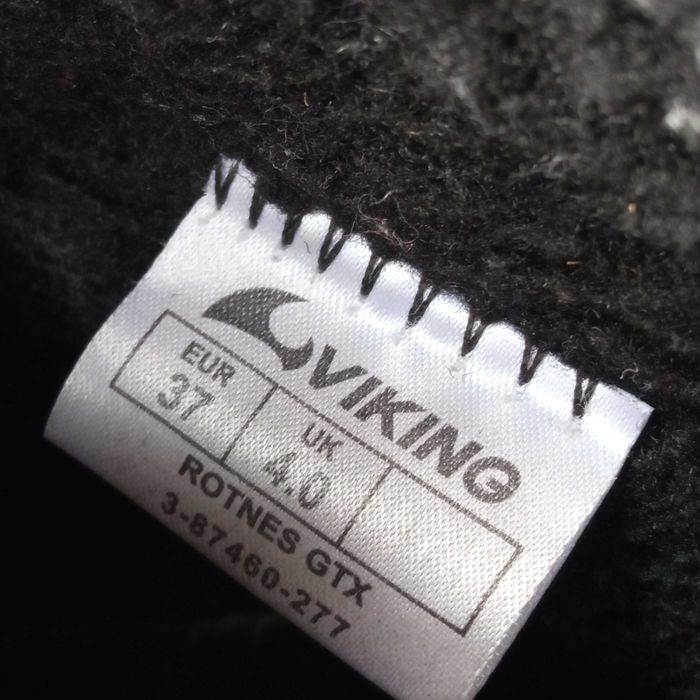 VIKING
EUR UK
37 4.0
ROTNES GTX
3-87460-277